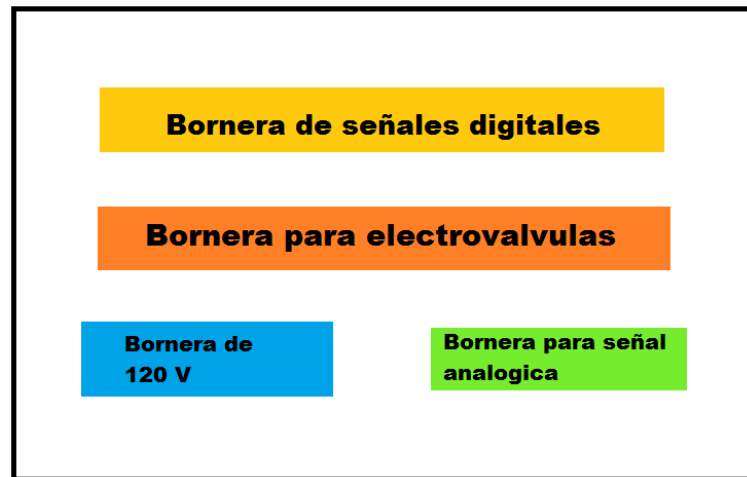 Bornera de señales digitales
Bornera para electrovalvulas
Bornera de
120 V
Bornera para señal
analogica